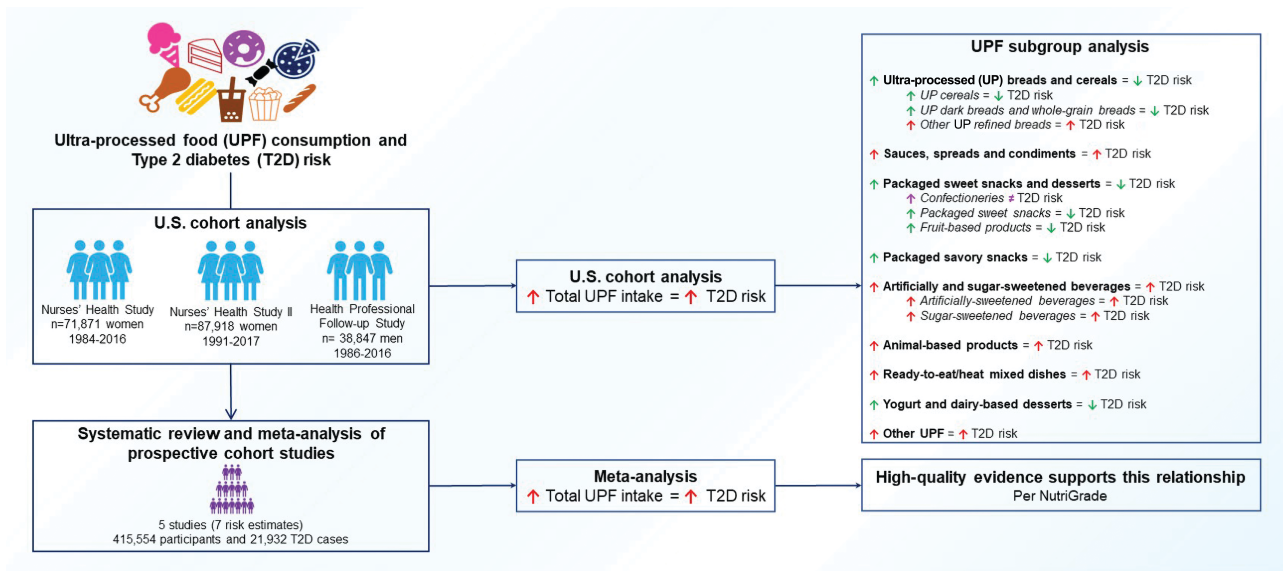 Ultra-processed food (UPF) consumption and
Type 2 diabetes (T2D) risk
U.S. cohort analysis
Nurses' Health Study
n=71,871 women
1984-2016
Nurses' Health Study II
n=87,918 women
1991-2017
Health Professional
Follow-up Study
n= 38,847 men
1986-2016
Systematic review and meta-analysis of
prospective cohort studies
5 studies (7 risk estimates)
415,554 participants and 21,932 T2D cases
U.S. cohort analysis
↑ Total UPF intake = ↑ T2D risk
Meta-analysis
↑ Total UPF intake = ↑ T2D risk
UPF subgroup analysis
↑ Ultra-processed (UP) breads and cereals = ↓ T2D risk
↑ UP cereals = ↓ T2D risk
↑ UP dark breads and whole-grain breads = ↓ T2D risk
↑ Other UP refined breads = ↑ T2D risk
↑ Sauces, spreads and condiments = ↑ T2D risk
↑ Packaged sweet snacks and desserts = ↓ T2D risk
↑ Confectioneries ≠ T2D risk
↑ Packaged sweet snacks = ↓ T2D risk
↑ Fruit-based products = ↓ T2D risk
↑ Packaged savory snacks = ↓ T2D risk
↑ Artificially and sugar-sweetened beverages = ↑ T2D risk
↑ Artificially-sweetened beverages = ↑ T2D risk
↑ Sugar-sweetened beverages = ↑ T2D risk
↑ Animal-based products = ↑ T2D risk
↑ Ready-to-eat/heat mixed dishes = ↑ T2D risk
↑ Yogurt and dairy-based desserts = ↓ T2D risk
↑ Other UPF = ↑ T2D risk
High-quality evidence supports this relationship
Per NutriGrade